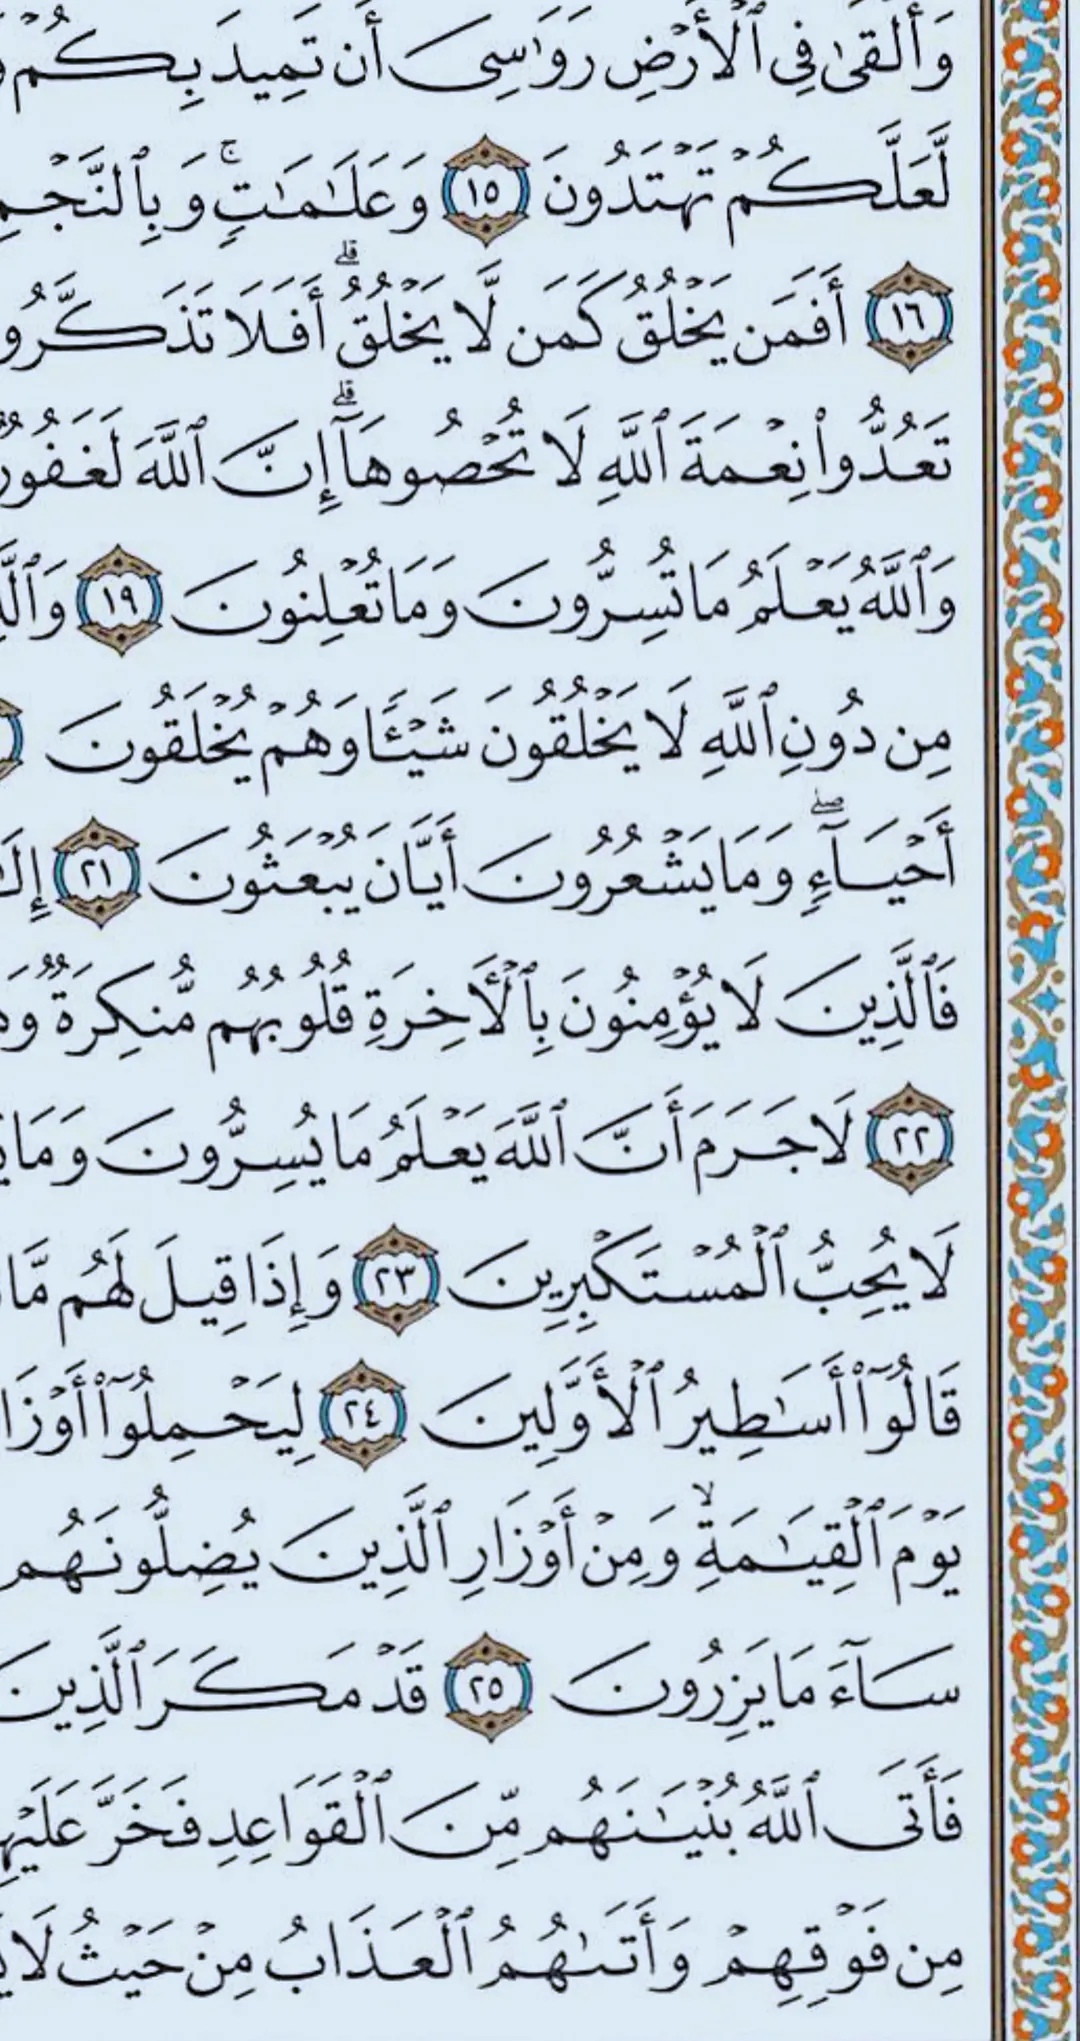 وَأَلْقَىٰ فِي ٱلْأَرْضِ رَوَٰسِىَ أَن تَمِيدَ بِكُمْ
لَّعَلَّكُمْ تَهْتَدُونَ ١٥ وَعَلَـٰمَـٰتٍۚ وَبِٱلنَّجْمِ
١٦ أَفَمَن يَخْلُقُ كَمَن لَّا يَخْلُقُۗ أَفَلَا تَذَكَّرُو
تَعُدُّوا۟ نِعْمَةَ ٱللَّهِ لَا تُحْصُوهَآۗ إِنَّ ٱللَّهَ لَغَفُورٌ
وَٱللَّهُ يَعْلَمُ مَا تُسِرُّونَ وَمَا تُعْلِنُونَ ١٩ وَٱلَّ
مِن دُونِ ٱللَّهِ لَا يَخْلُقُونَ شَيْـًٔا وَهُمْ يُخْلَقُونَ
أَحْيَآءٍۖ وَمَا يَشْعُرُونَ أَيَّانَ يُبْعَثُونَ ٢١ إِلَـ
فَٱلَّذِينَ لَا يُؤْمِنُونَ بِٱلْـَٔاخِرَةِ قُلُوبُهُم مُّنكِرَةٌ وَ
٢٢ لَا جَرَمَ أَنَّ ٱللَّهَ يَعْلَمُ مَا يُسِرُّونَ وَمَا
لَا يُحِبُّ ٱلْمُسْتَكْبِرِينَ ٢٣ وَإِذَا قِيلَ لَهُم مَّا
قَالُوٓا۟ أَسَـٰطِيرُ ٱلْأَوَّلِينَ ٢٤ لِيَحْمِلُوٓا۟ أَوْزَا
يَوْمَ ٱلْقِيَـٰمَةِۙ وَمِنْ أَوْزَارِ ٱلَّذِينَ يُضِلُّونَهُم
سَآءَ مَا يَزِرُونَ ٢٥ قَدْ مَكَرَ ٱلَّذِينَ
فَأَتَى ٱللَّهُ بُنْيَـٰنَهُم مِّنَ ٱلْقَوَاعِدِ فَخَرَّ عَلَيْهِ
مِن فَوْقِهِمْ وَأَتَىٰهُمُ ٱلْعَذَابُ مِنْ حَيْثُ لَا